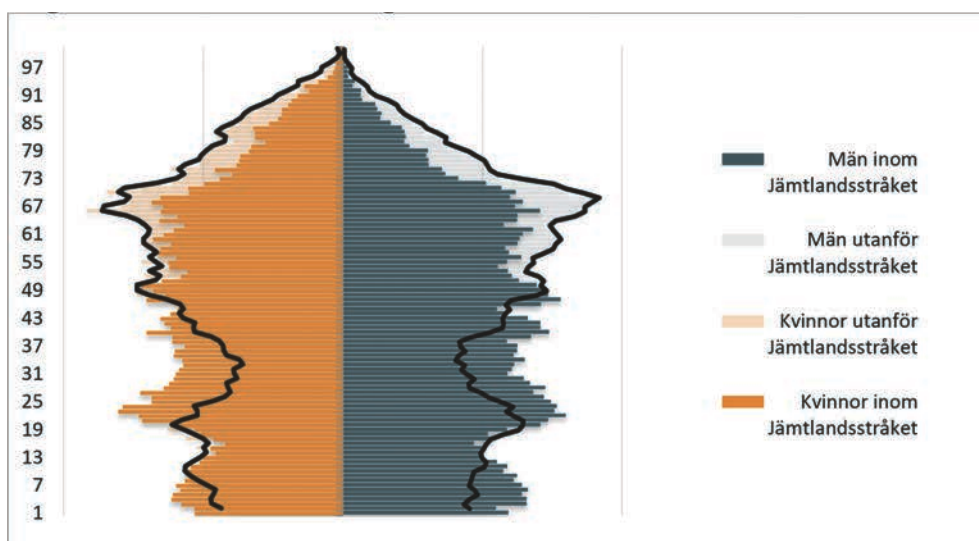 97
91
85
79
73
67
61
55
49
43
37
31
25
19
13
7
1
Män inom
Jämtlandsstråket
Män utanför
Jämtlandsstråket
Kvinnor utanför
Jämtlandsstråket
Kvinnor inom
Jämtlandsstråket